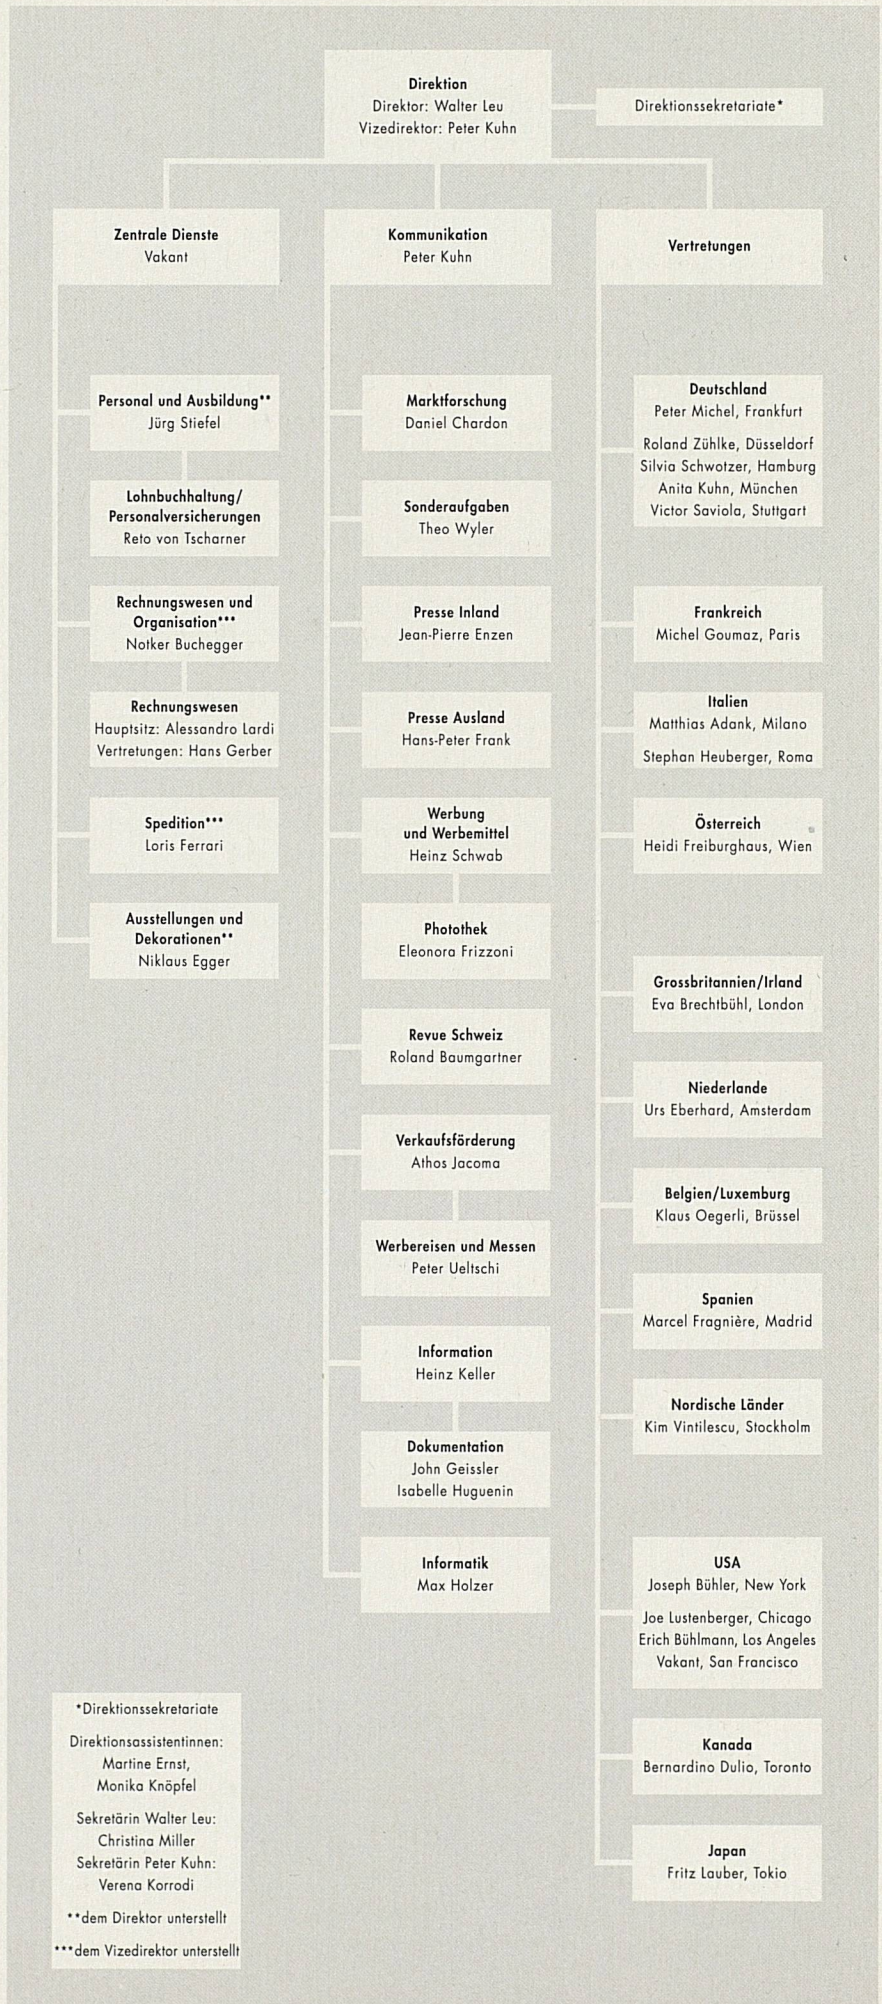 Direktion
Direktor: Walter Leu
Vizedirektor: Peter Kuhn
Direktionssekretariate*
Zentrale Dienste
Vakant
Personal und Ausbildung**
Jürg Stiefel
Lohnbuchhaltung/
Personalversicherungen
Reto von Tscharner
Rechnungswesen und
Organisation***
Notker Buchegger
Rechnungswesen
Hauptsitz: Alessandro Lardi
Vertretungen: Hans Gerber
Spedition***
Loris Ferrari
Ausstellungen und
Dekorationen**
Niklaus Egger
Kommunikation
Peter Kuhn
Marktforschung
Daniel Chardon
Sonderaufgaben
Theo Wyler
Presse Inland
Jean-Pierre Enzen
Presse Ausland
Hans-Peter Frank
Werbung
und Werbemittel
Heinz Schwab
Photothek
Eleonora Frizzoni
Revue Schweiz
Roland Baumgartner
Verkaufsförderung
Athos Jacoma
Werbereisen und Messen
Peter Ueltschi
Information
Heinz Keller
Dokumentation
John Geissler
Isabelle Huguenin
Informatik
Max Holzer
Vertretungen
Deutschland
Peter Michel, Frankfurt
Roland Zühlke, Düsseldorf
Silvia Schwotzer, Hamburg
Anita Kuhn, München
Victor Saviola, Stuttgart
Frankreich
Michel Goumaz, Paris
Italien
Matthias Adank, Milano
Stephan Heuberger, Roma
Österreich
Heidi Freiburghaus, Wien
Grossbritannien/Irland
Eva Brechtbühl, London
Niederlande
Urs Eberhard, Amsterdam
Belgien/Luxemburg
Klaus Oegerli, Brüssel
Spanien
Marcel Fragnière, Madrid
Nordische Länder
Kim Vintilescu, Stockholm
USA
Joseph Bühler, New York
Joe Lustenberger, Chicago
Erich Bühlmann, Los Angeles
Vakant, San Francisco
Kanada
Bernardino Dulio, Toronto
Japan
Fritz Lauber, Tokio
*Direktionssekretariate
Direktionsassistentinnen:
Martine Ernst,
Monika Knöpfel
Sekretärin Walter Leu:
Christina Miller
Sekretärin Peter Kuhn:
Verena Korrodi
**dem Direktor unterstellt
***dem Vizedirektor unterstellt